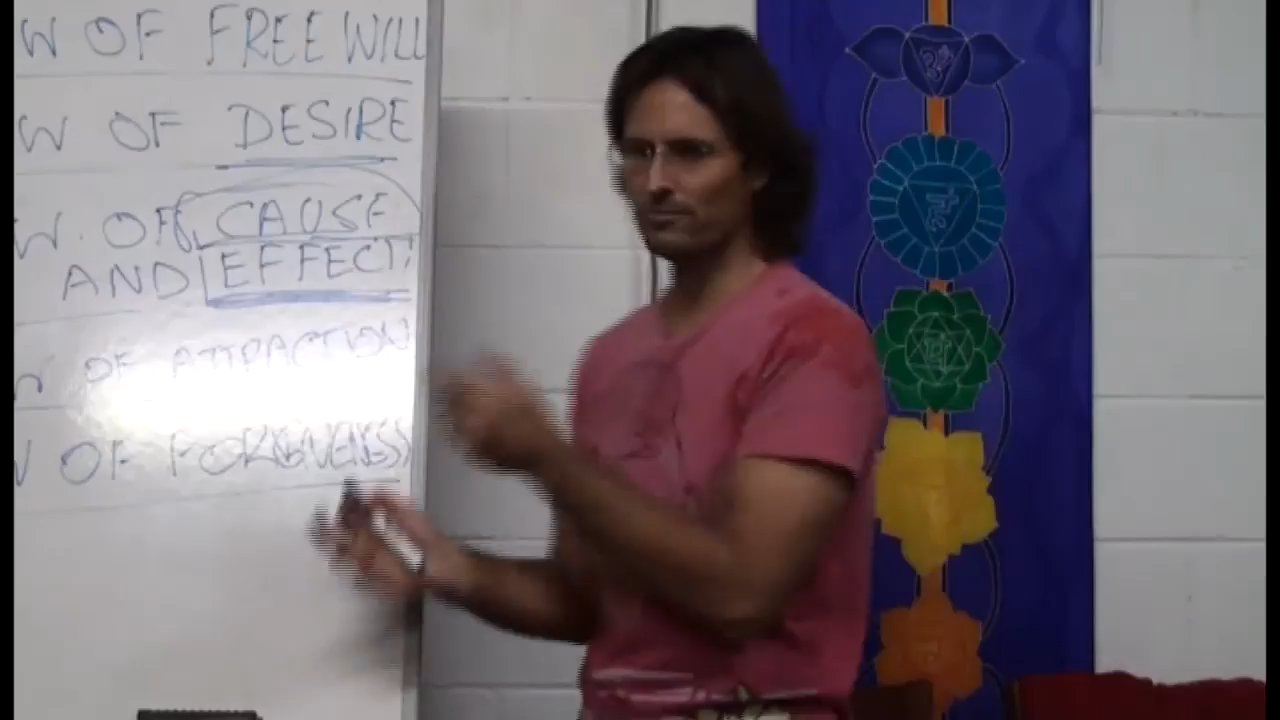 W OF FREE WILL
W OF DESIRE
W OF CAUSE
AND EFFECT!
W OF ATTRACTION
W OF FORGIVENESS